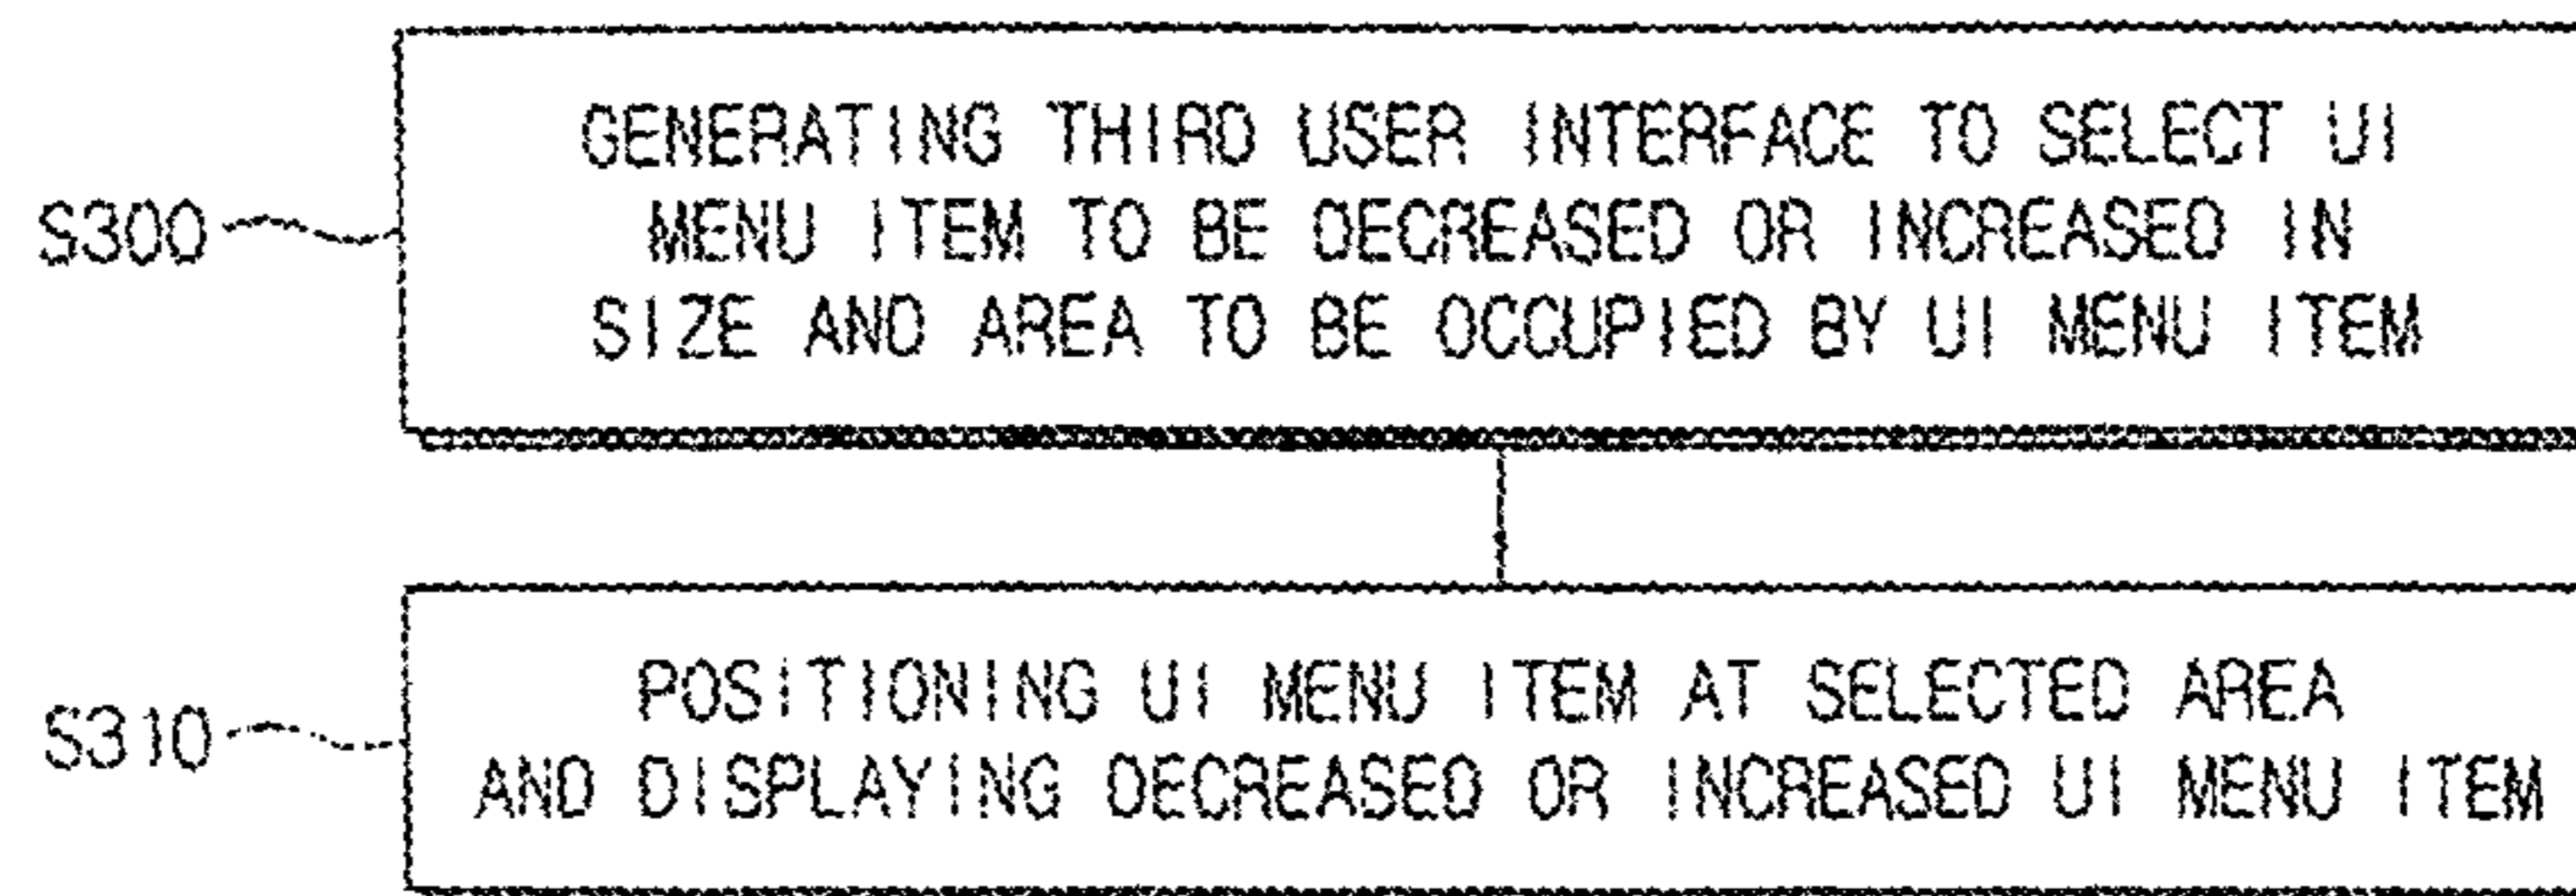 GENERATING THIRD USER INTERFACE TO SELECT UI
MENU ITEM TO BE DECREASED OR INCREASED IN
S300
SIZE AND AREA TO BE OCCUPIED BY UI MENU ITEM
POSITIONING UI MENU ITEM AT SELECTED AREA
S310
AND DISPLAYING DECREASED OR INCREASED UI MENU ITEM